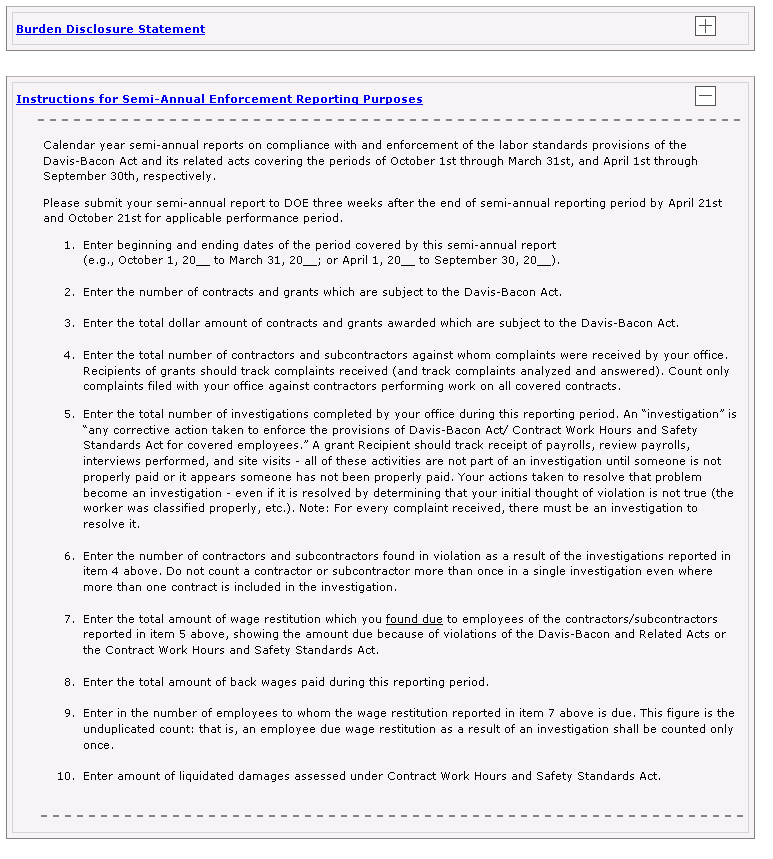 Burden Disclosure Statement
Instructions for Semi-Annual Enforcement Reporting Purposes
Calendar year semi-annual reports on compliance with and enforcement of the labor standards provisions of the
Davis-Bacon Act and its related acts covering the periods of October 1st through March 31st, and April 1st through
September 30th, respectively.
Please submit your semi-annual report to DOE three weeks after the end of semi-annual reporting period by April 21st
and October 21st for applicable performance period.
1. Enter beginning and ending dates of the period covered by this semi-annual report
(e.g., October 1, 20__ to March 31, 20__; or April 1, 20__ to September 30, 20__).
2. Enter the number of contracts and grants which are subject to the Davis-Bacon Act.
3. Enter the total dollar amount of contracts and grants awarded which are subject to the Davis-Bacon Act.
4. Enter the total number of contractors and subcontractors against whom complaints were received by your office.
Recipients of grants should track complaints received (and track complaints analyzed and answered). Count only
complaints filed with your office against contractors performing work on all covered contracts.
5. Enter the total number of investigations completed by your office during this reporting period. An “investigation” is
“any corrective action taken to enforce the provisions of Davis-Bacon Act/ Contract Work Hours and Safety
Standards Act for covered employees.” A grant Recipient should track receipt of payrolls, review payrolls,
interviews performed, and site visits - all of these activities are not part of an investigation until someone is not
properly paid or it appears someone has not been properly paid. Your actions taken to resolve that problem
become an investigation - even if it is resolved by determining that your initial thought of violation is not true (the
worker was classified properly, etc.). Note: For every complaint received, there must be an investigation to
resolve it.
6. Enter the number of contractors and subcontractors found in violation as a result of the investigations reported in
item 4 above. Do not count a contractor or subcontractor more than once in a single investigation even where
more than one contract is included in the investigation.
7. Enter the total amount of wage restitution which you found due to employees of the contractors/subcontractors
reported in item 5 above, showing the amount due because of violations of the Davis-Bacon and Related Acts or
the Contract Work Hours and Safety Standards Act.
8. Enter the total amount of back wages paid during this reporting period.
9. Enter in the number of employees to whom the wage restitution reported in item 7 above is due. This figure is the
unduplicated count: that is, an employee due wage restitution as a result of an investigation shall be counted only
once.
10. Enter amount of liquidated damages assessed under Contract Work Hours and Safety Standards Act.